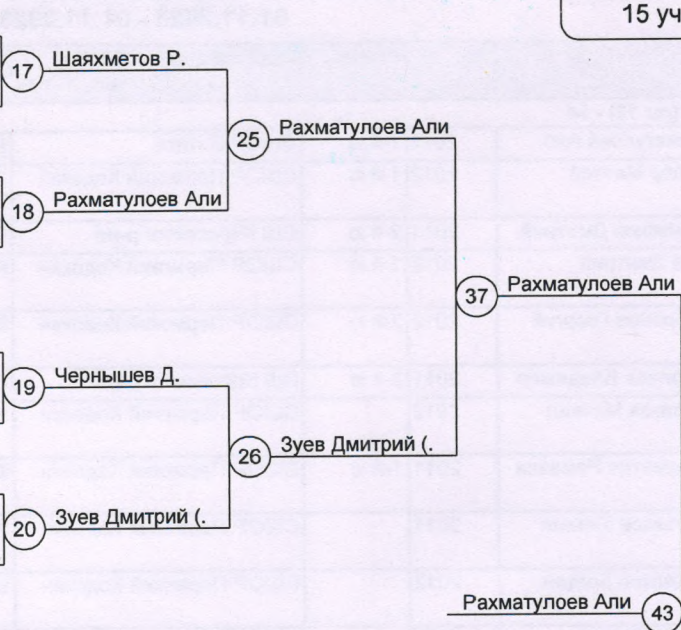 15 уч
17 Шаяхметов Р.
25 Рахматулоев Али
18 Рахматулоев Али
37 Рахматулоев Али
19 Чернышев Д.
26 Зуев Дмитрий (.
20 Зуев Дмитрий (.
Рахматулоев Али 43